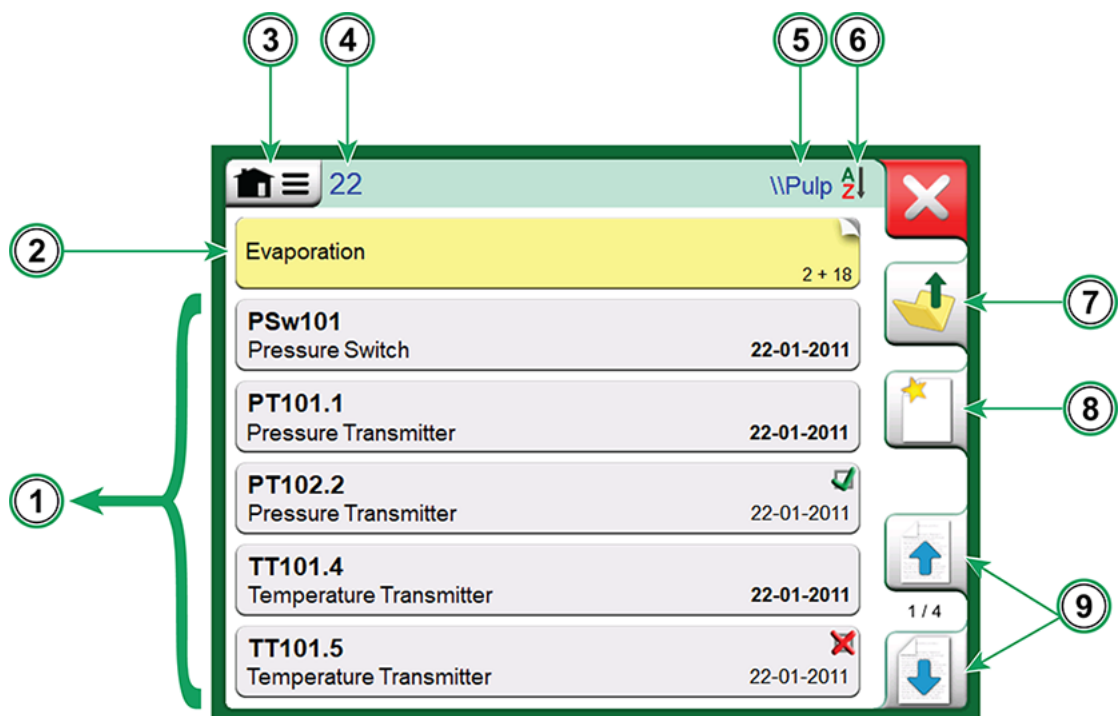 3 4 5 6
22 \\Pulp AZ
2
Evaporation
2 + 18
7
PSw101
Pressure Switch 22-01-2011
8
PT101.1
Pressure Transmitter 22-01-2011
1
PT102.2
Pressure Transmitter 22-01-2011
TT101.4
Temperature Transmitter 22-01-2011
1 / 4
9
TT101.5
Temperature Transmitter 22-01-2011